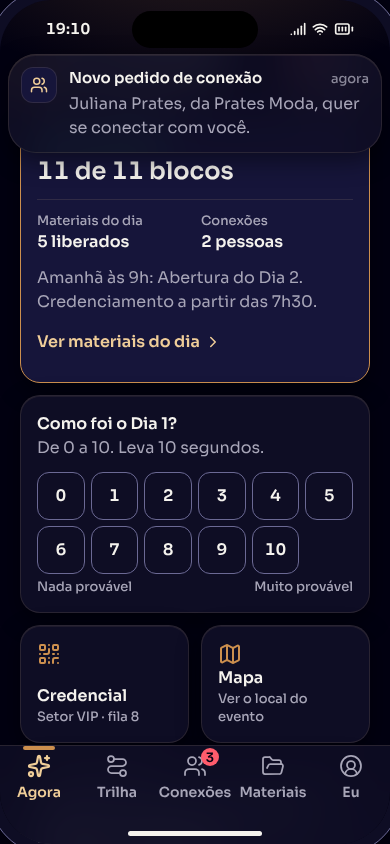 19:10
Novo pedido de conexão
agora
Juliana Prates, da Prates Moda, quer
se conectar com você.
11 de 11 blocos
Materiais do dia
Conexões
5 liberados
2 pessoas
Amanhã às 9h: Abertura do Dia 2.
Credenciamento a partir das 7h30.
Ver materiais do dia
Como foi o Dia 1?
De 0 a 10. Leva 10 segundos.
0 1 2 3 4 5
6 7 8 9 10
Nada provável
Muito provável
Credencial
Setor VIP · fila 8
Mapa
Ver o local do
evento
3
Agora
Trilha
Conexões
Materiais
Eu